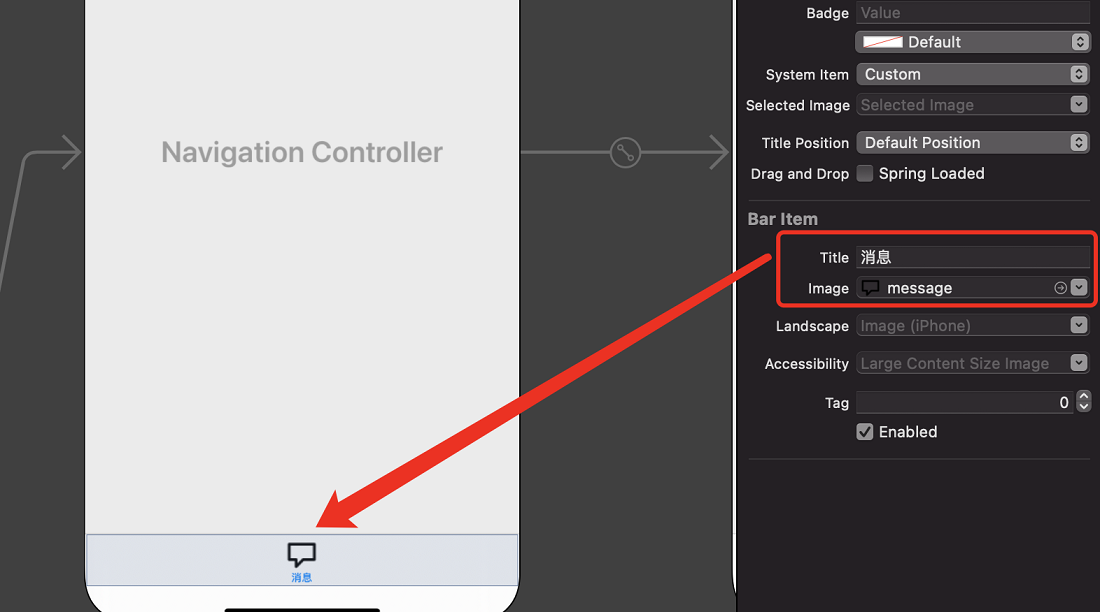 Navigation Controller
消息
Badge Value
Default
System Item Custom
Selected Image Selected Image
Title Position Default Position
Drag and Drop Spring Loaded
Bar Item
Title 消息
Image message
Landscape Image (iPhone)
Accessibility Large Content Size Image
Tag 0
Enabled